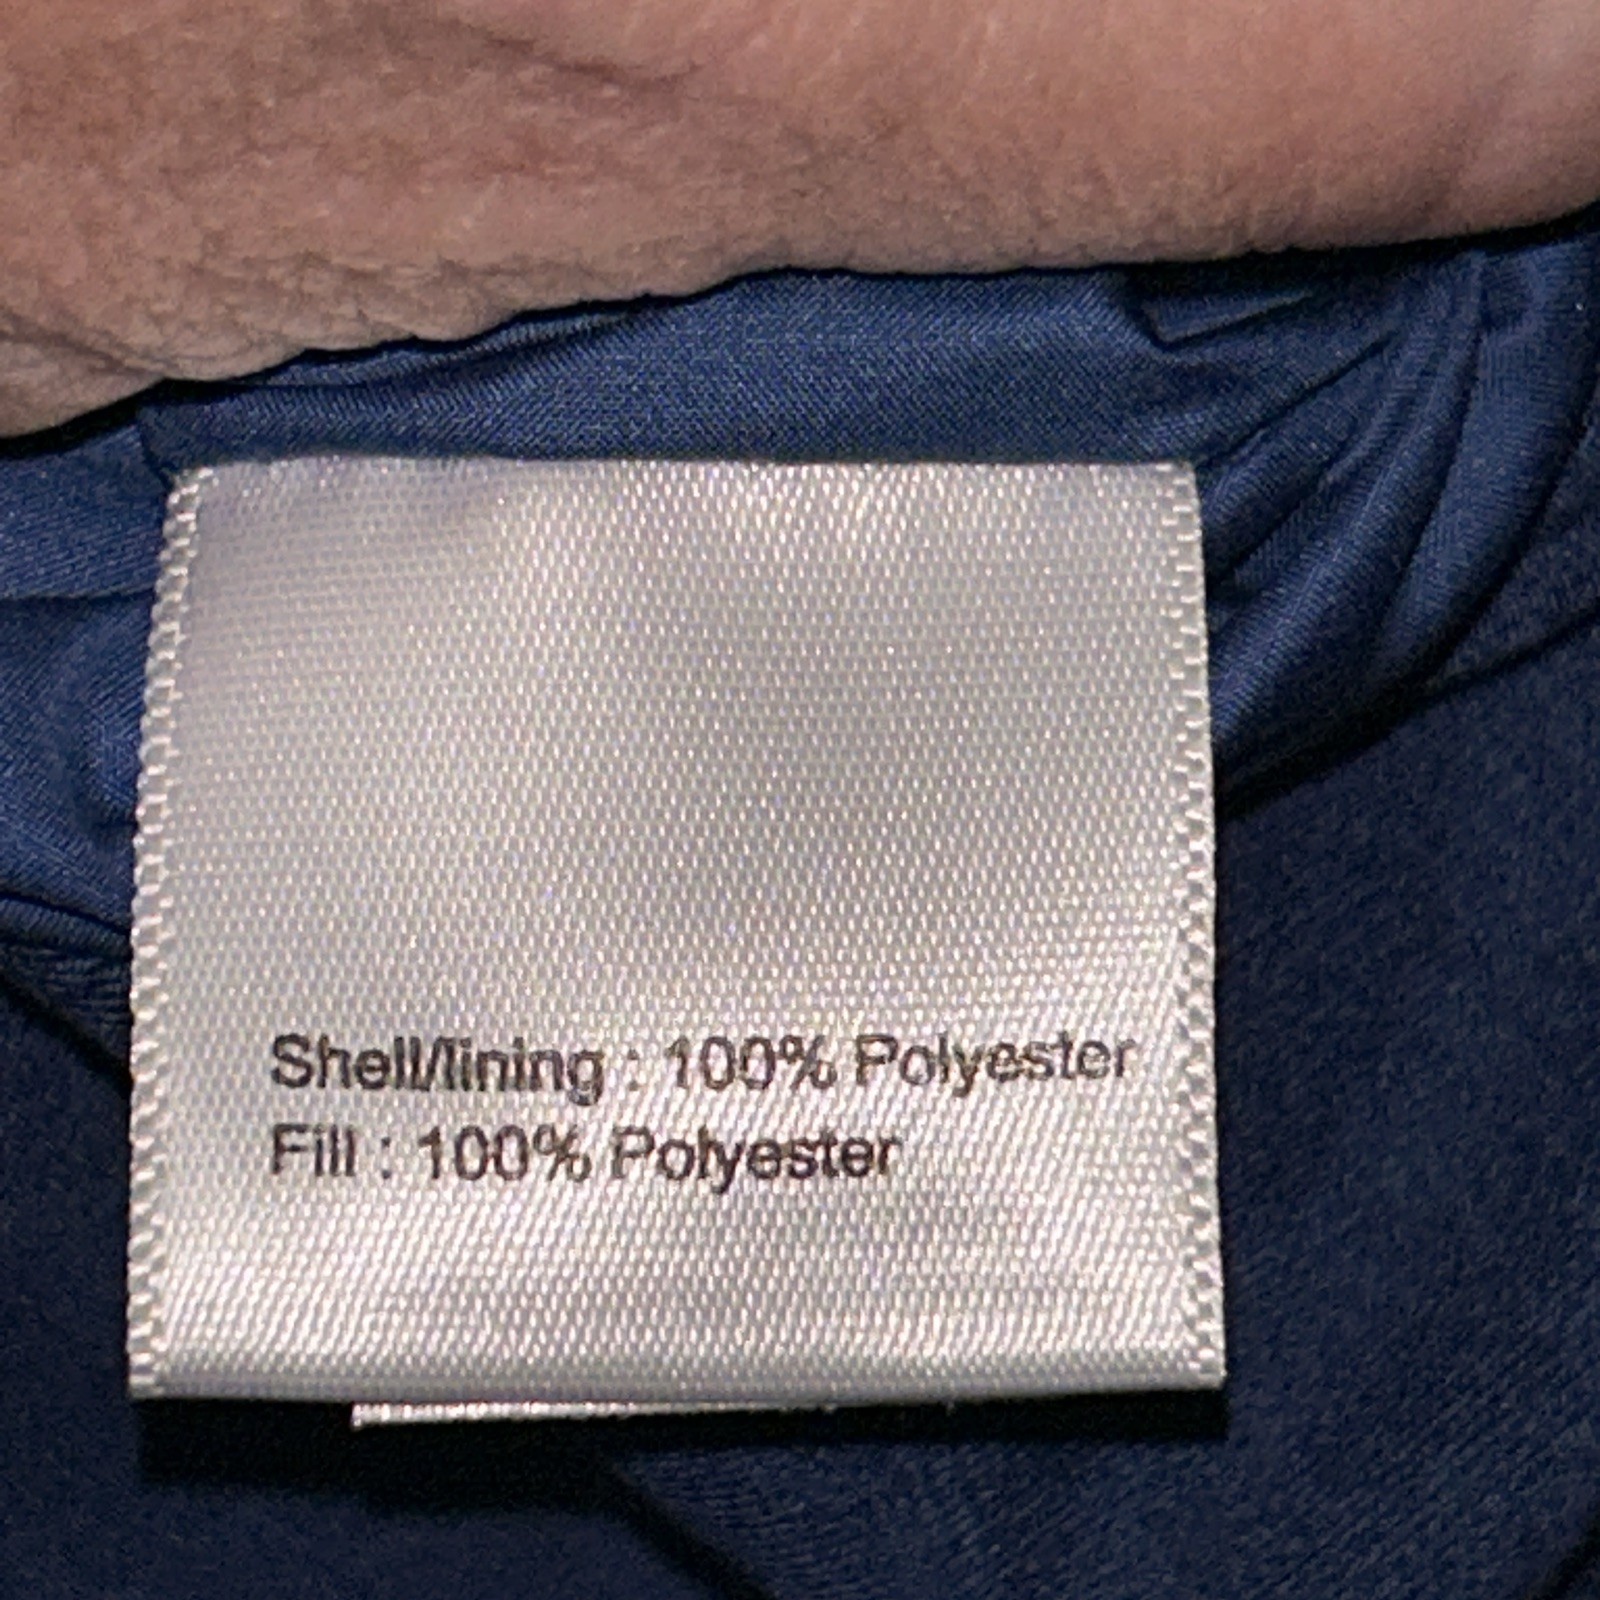 Shell/lining : 100% Polyester
Fill : 100% Polyester